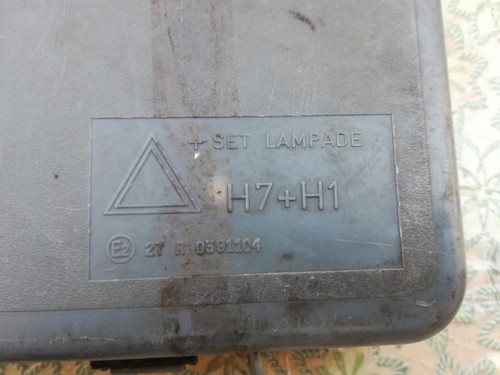 + SET LAMPADE
H7+H1
E2 27 R 0391104